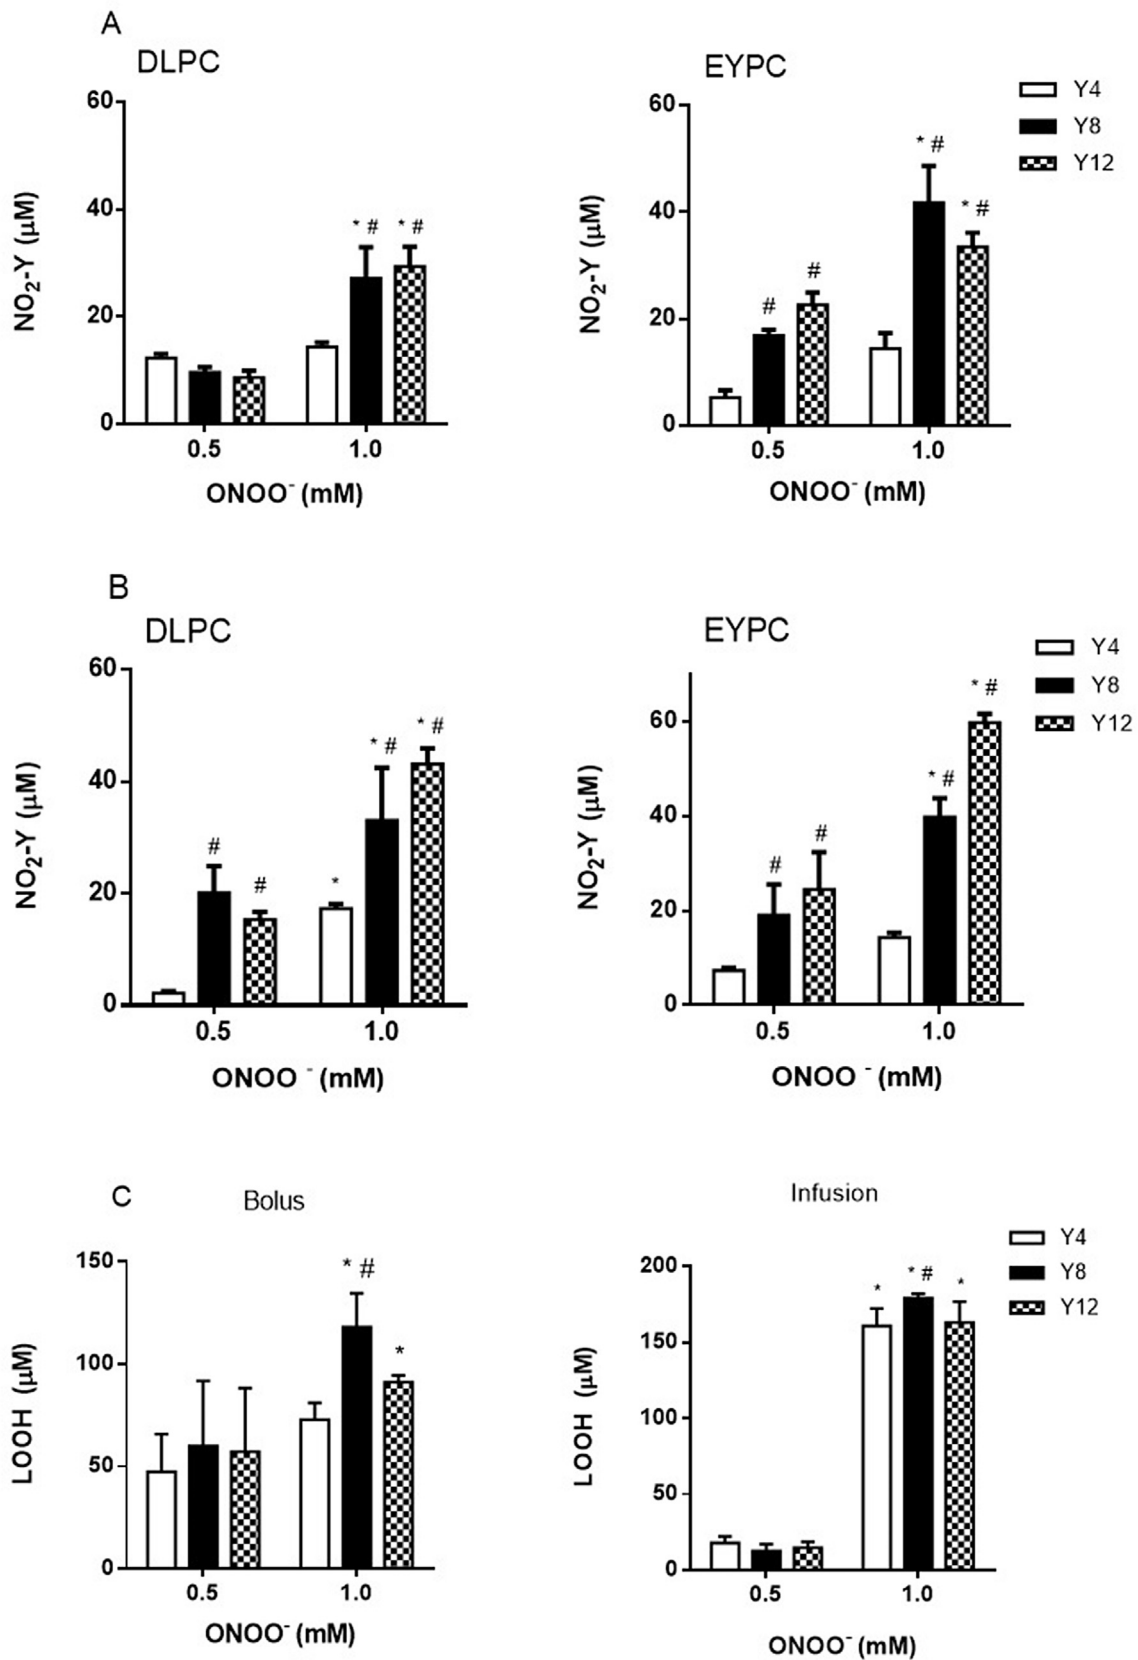 A
DLPC
EYPC
Y4
Y8
Y12
60
40
20
0
NO2-Y (μM)
* #
* #
0.5
1.0
ONOO- (mM)
60
40
20
0
NO2-Y (μM)
#
#
* #
* #
0.5
1.0
ONOO- (mM)
B
DLPC
EYPC
Y4
Y8
Y12
60
40
20
0
NO2-Y (μM)
#
#
*
* #
* #
0.5
1.0
ONOO - (mM)
60
40
20
0
NO2-Y (μM)
#
#
* #
* #
0.5
1.0
ONOO - (mM)
C
Bolus
Infusion
Y4
Y8
Y12
150
100
50
0
LOOH (μM)
* #
*
0.5
1.0
ONOO- (mM)
200
150
100
50
0
LOOH (μM)
*
* #
*
0.5
1.0
ONOO- (mM)